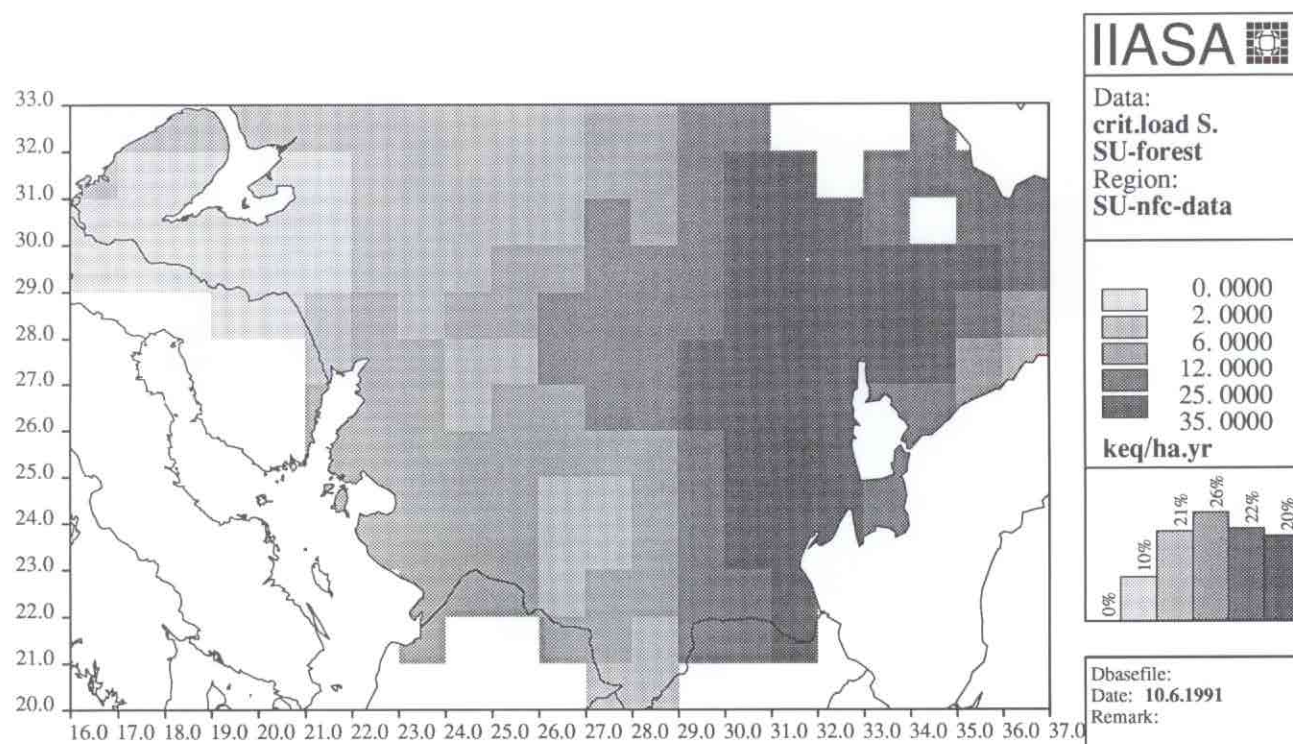 IIASA
Data:
crit.load S.
SU-forest
Region:
SU-nfc-data
0. 0000
2. 0000
6. 0000
12. 0000
25. 0000
35. 0000
keq/ha.yr
0%
10%
21%
26%
22%
20%
Dbasefile:
Date: 10.6.1991
Remark:
33.0
32.0
31.0
30.0
29.0
28.0
27.0
26.0
25.0
24.0
23.0
22.0
21.0
20.0
16.0 17.0 18.0 19.0 20.0 21.0 22.0 23.0 24.0 25.0 26.0 27.0 28.0 29.0 30.0 31.0 32.0 33.0 34.0 35.0 36.0 37.0